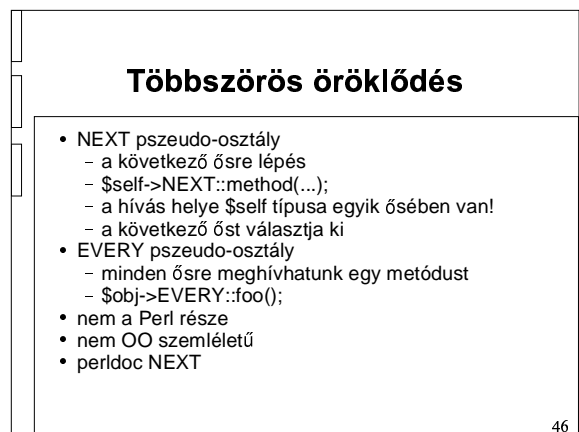 Többszörös öröklődés
• NEXT pszeudo-osztály
– a következő ősre lépés
– $self->NEXT::method(...);
– a hívás helye $self típusa egyik ősében van!
– a következő őst választja ki
• EVERY pszeudo-osztály
– minden ősre meghívhatunk egy metódust
– $obj->EVERY::foo();
• nem a Perl része
• nem OO szemléletű
• perldoc NEXT
46